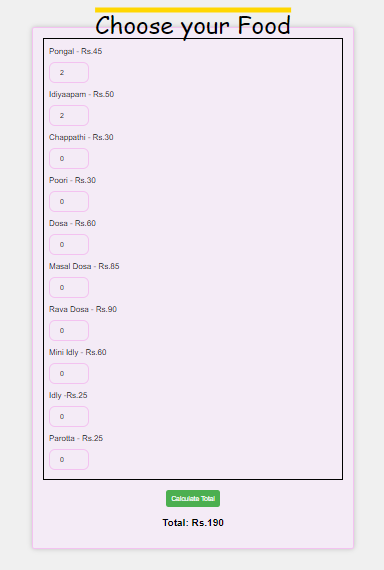 Choose your Food
Pongal - Rs.45
2
Idiyaapam - Rs.50
2
Chappathi - Rs.30
0
Poori - Rs.30
0
Dosa - Rs.60
0
Masal Dosa - Rs.85
0
Rava Dosa - Rs.90
0
Mini Idly - Rs.60
0
Idly -Rs.25
0
Parotta - Rs.25
0
Calculate Total
Total: Rs.190